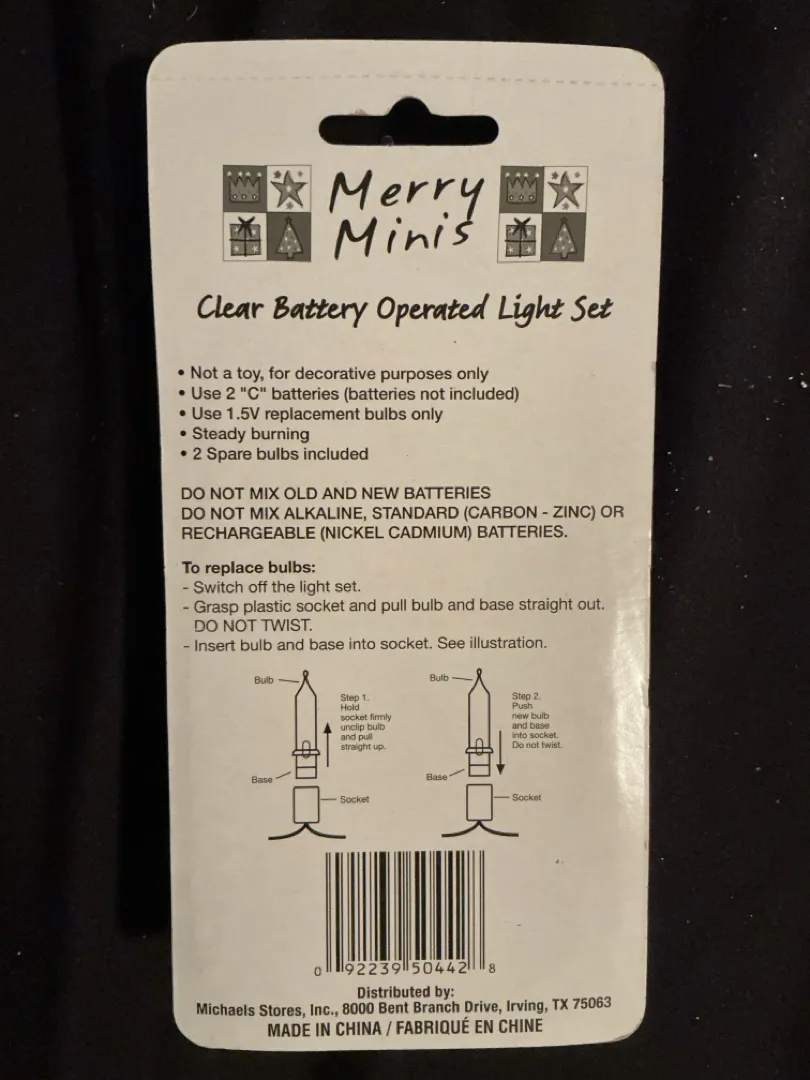 Merry
Minis
Clear Battery Operated Light Set
• Not a toy, for decorative purposes only
• Use 2 "C" batteries (batteries not included)
• Use 1.5V replacement bulbs only
• Steady burning
• 2 Spare bulbs included
DO NOT MIX OLD AND NEW BATTERIES
DO NOT MIX ALKALINE, STANDARD (CARBON - ZINC) OR
RECHARGEABLE (NICKEL CADMIUM) BATTERIES.
To replace bulbs:
- Switch off the light set.
- Grasp plastic socket and pull bulb and base straight out.
DO NOT TWIST.
- Insert bulb and base into socket. See illustration.
Bulb
Step 1.
Hold
socket firmly
unclip bulb
and pull
straight up.
Base
Socket
Bulb
Step 2.
Push
new bulb
and base
into socket.
Do not twist.
Base
Socket
0 92239 50442 8
Distributed by:
Michaels Stores, Inc., 8000 Bent Branch Drive, Irving, TX 75063
MADE IN CHINA / FABRIQUÉ EN CHINE